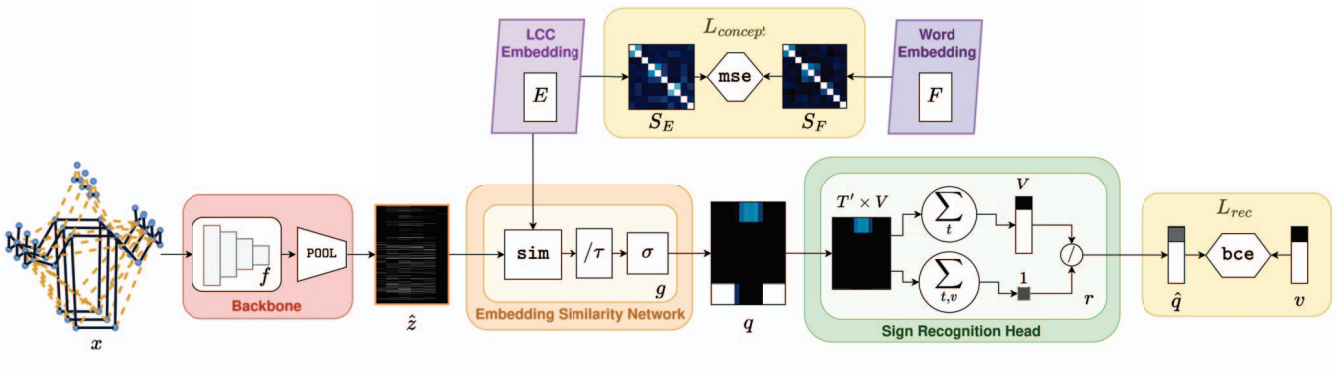 LCC
Embedding
E
L_concept
S_E
mse
S_F
Word
Embedding
F
x
f
POOL
Backbone
ẑ
sim
/τ
σ
g
Embedding Similarity Network
q
T′ × V
∑
t
∑
t,v
V
1
/
r
Sign Recognition Head
L_rec
q̂
bce
v